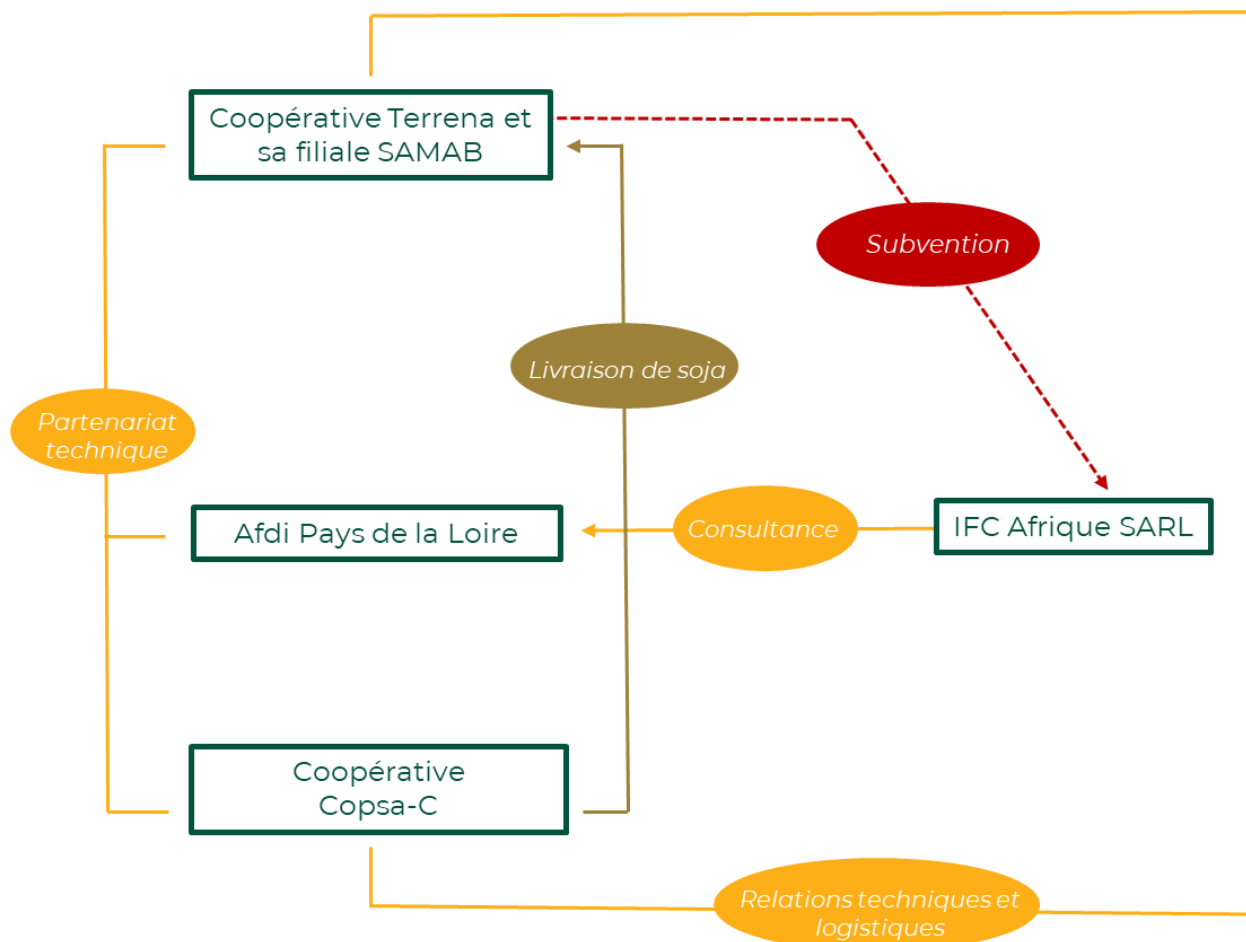 Coopérative Terrena et
sa filiale SAMAB
Subvention
Livraison de soja
Partenariat
technique
Afdi Pays de la Loire
Consultance
IFC Afrique SARL
Coopérative
Copsa-C
Relations techniques et
logistiques